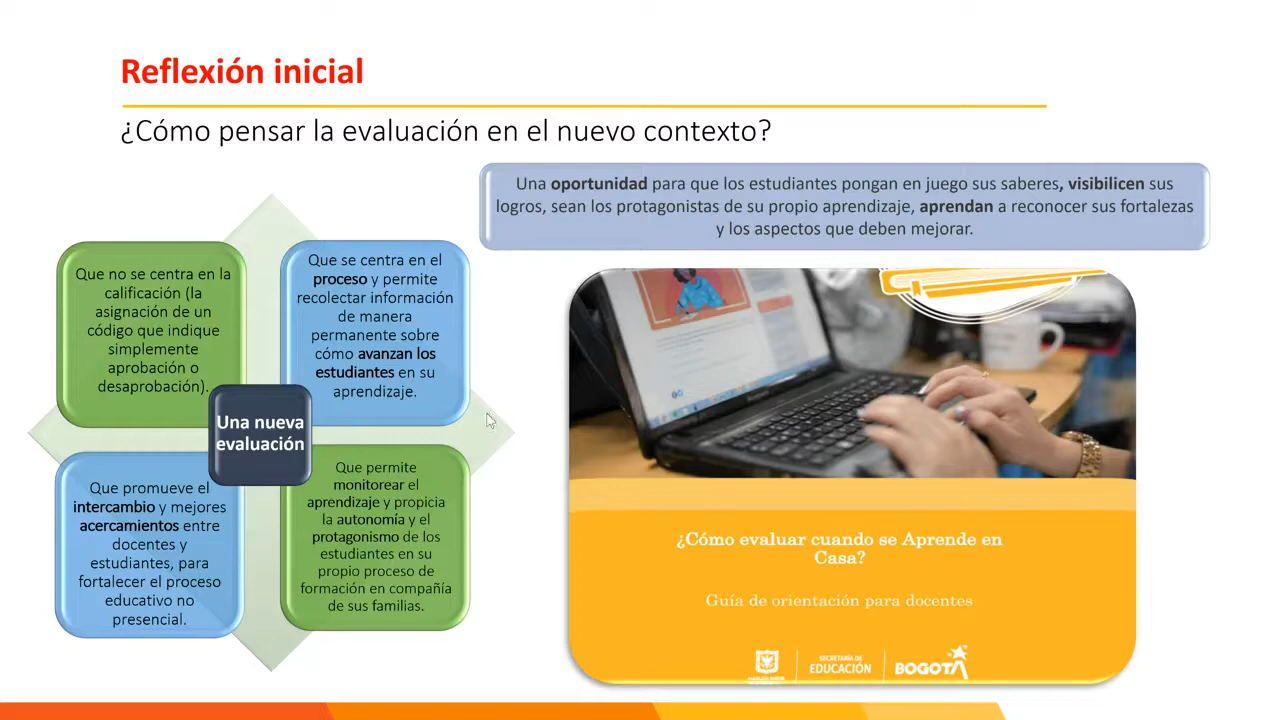 Reflexión inicial
¿Cómo pensar la evaluación en el nuevo contexto?
Una oportunidad para que los estudiantes pongan en juego sus saberes, visibilicen sus
logros, sean los protagonistas de su propio aprendizaje, aprendan a reconocer sus fortalezas
y los aspectos que deben mejorar.
Que no se centra en la
calificación (la
asignación de un
código que indique
simplemente
aprobación o
desaprobación).
Que se centra en el
proceso y permite
recolectar información
de manera
permanente sobre
cómo avanzan los
estudiantes en su
aprendizaje.
Una nueva
evaluación
Que promueve el
intercambio y mejores
acercamientos entre
docentes y
estudiantes, para
fortalecer el proceso
educativo no
presencial.
Que permite
monitorear el
aprendizaje y propicia
la autonomía y el
protagonismo de los
estudiantes en su
propio proceso de
formación en compañía
de sus familias.
¿Cómo evaluar cuando se Aprende en
Casa?
Guía de orientación para docentes
SECRETARÍA DE
EDUCACIÓN
BOGOTÁ